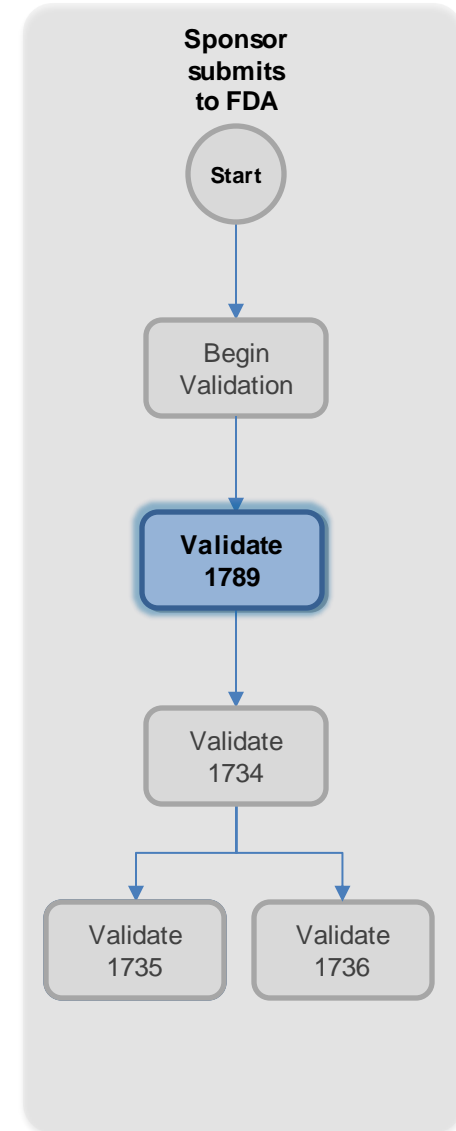 Sponsor
submits
to FDA
Start
Begin
Validation
Validate
1789
Validate
1734
Validate
1735
Validate
1736